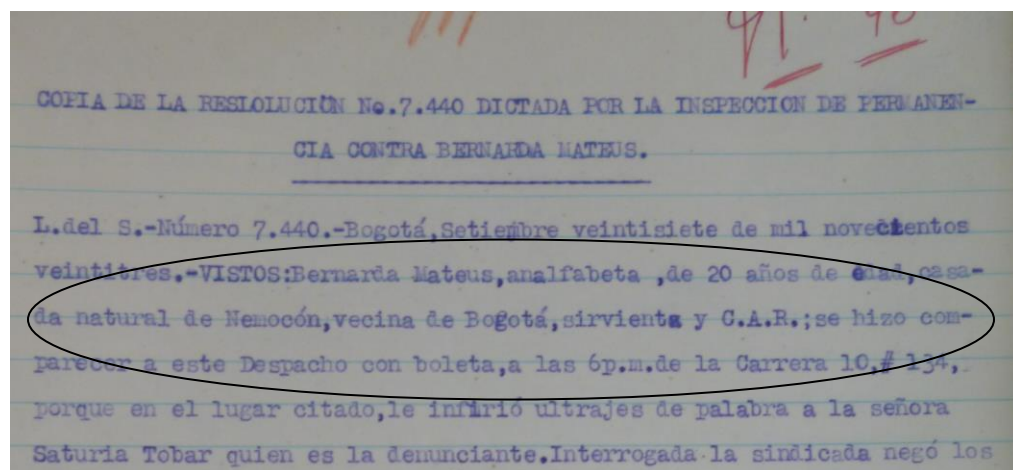 COPIA DE LA RESLOLUCIÓN No.7.440 DICTADA POR LA INSPECCION DE PERMANEN-
CIA CONTRA BERNARDA MATEUS.
L.del S.-Número 7.440.-Bogotá,Setiembre veintisiete de mil novecientos
veintitres.-VISTOS:Bernarda Mateus,analfabeta ,de 20 años de edad,casa-
da natural de Nemocón,vecina de Bogotá,sirvienta y C.A.R.;se hizo com-
parecer a este Despacho con boleta,a las 6p.m.de la Carrera 10,# 134,
porque en el lugar citado,le infirió ultrajes de palabra a la señora
Saturia Tobar quien es la denunciante.Interrogada la sindicada negó los